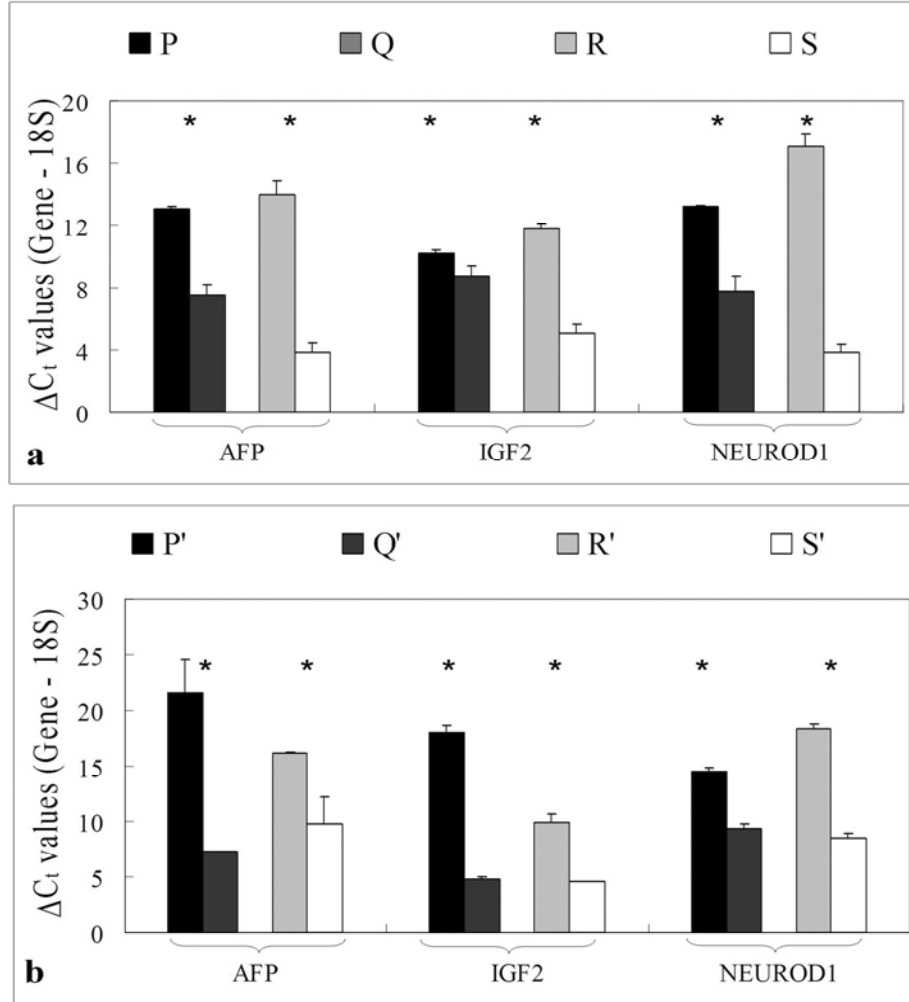 P Q R S
* * * * * *
20
16
12
8
4
0
ΔCt values (Gene - 18S)
AFP IGF2 NEUROD1
a
P' Q' R' S'
30
25
20
15
10
5
0
* * * * * *
ΔCt values (Gene - 18S)
AFP IGF2 NEUROD1
b